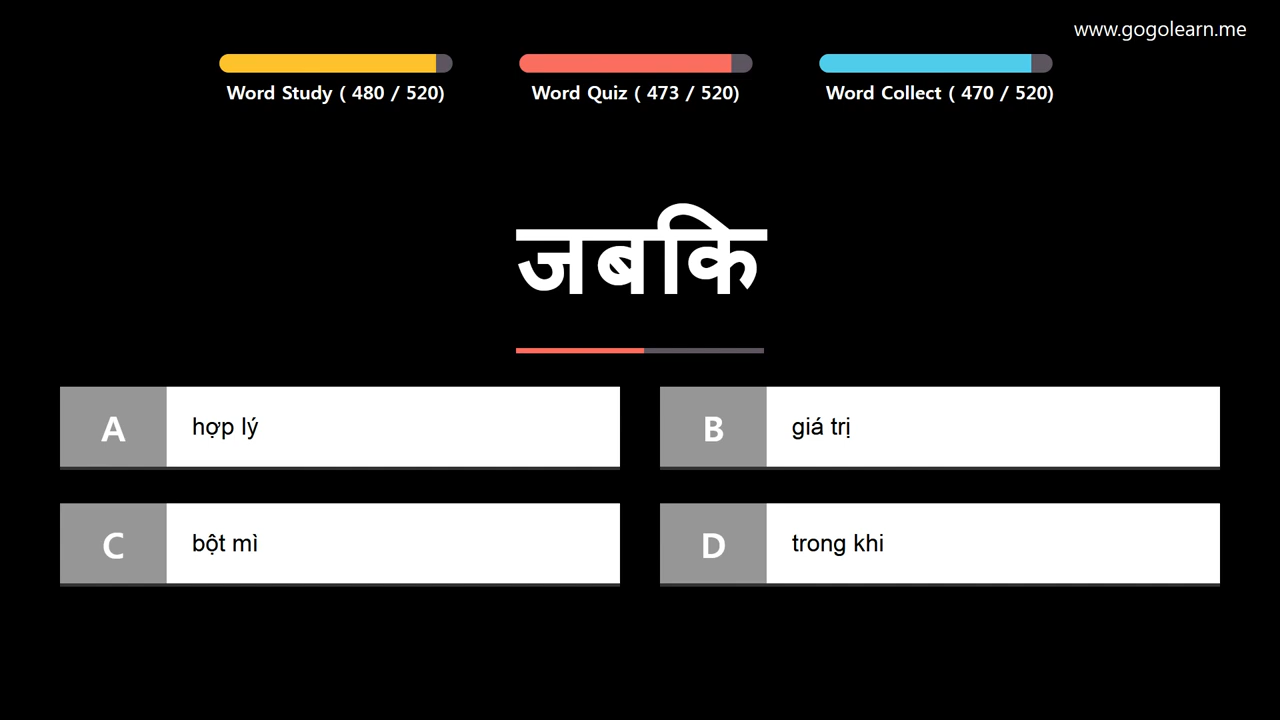 www.gogolearn.me
Word Study ( 480 / 520)
Word Quiz ( 473 / 520)
Word Collect ( 470 / 520)
जबकि
A hợp lý
B giá trị
C bột mì
D trong khi